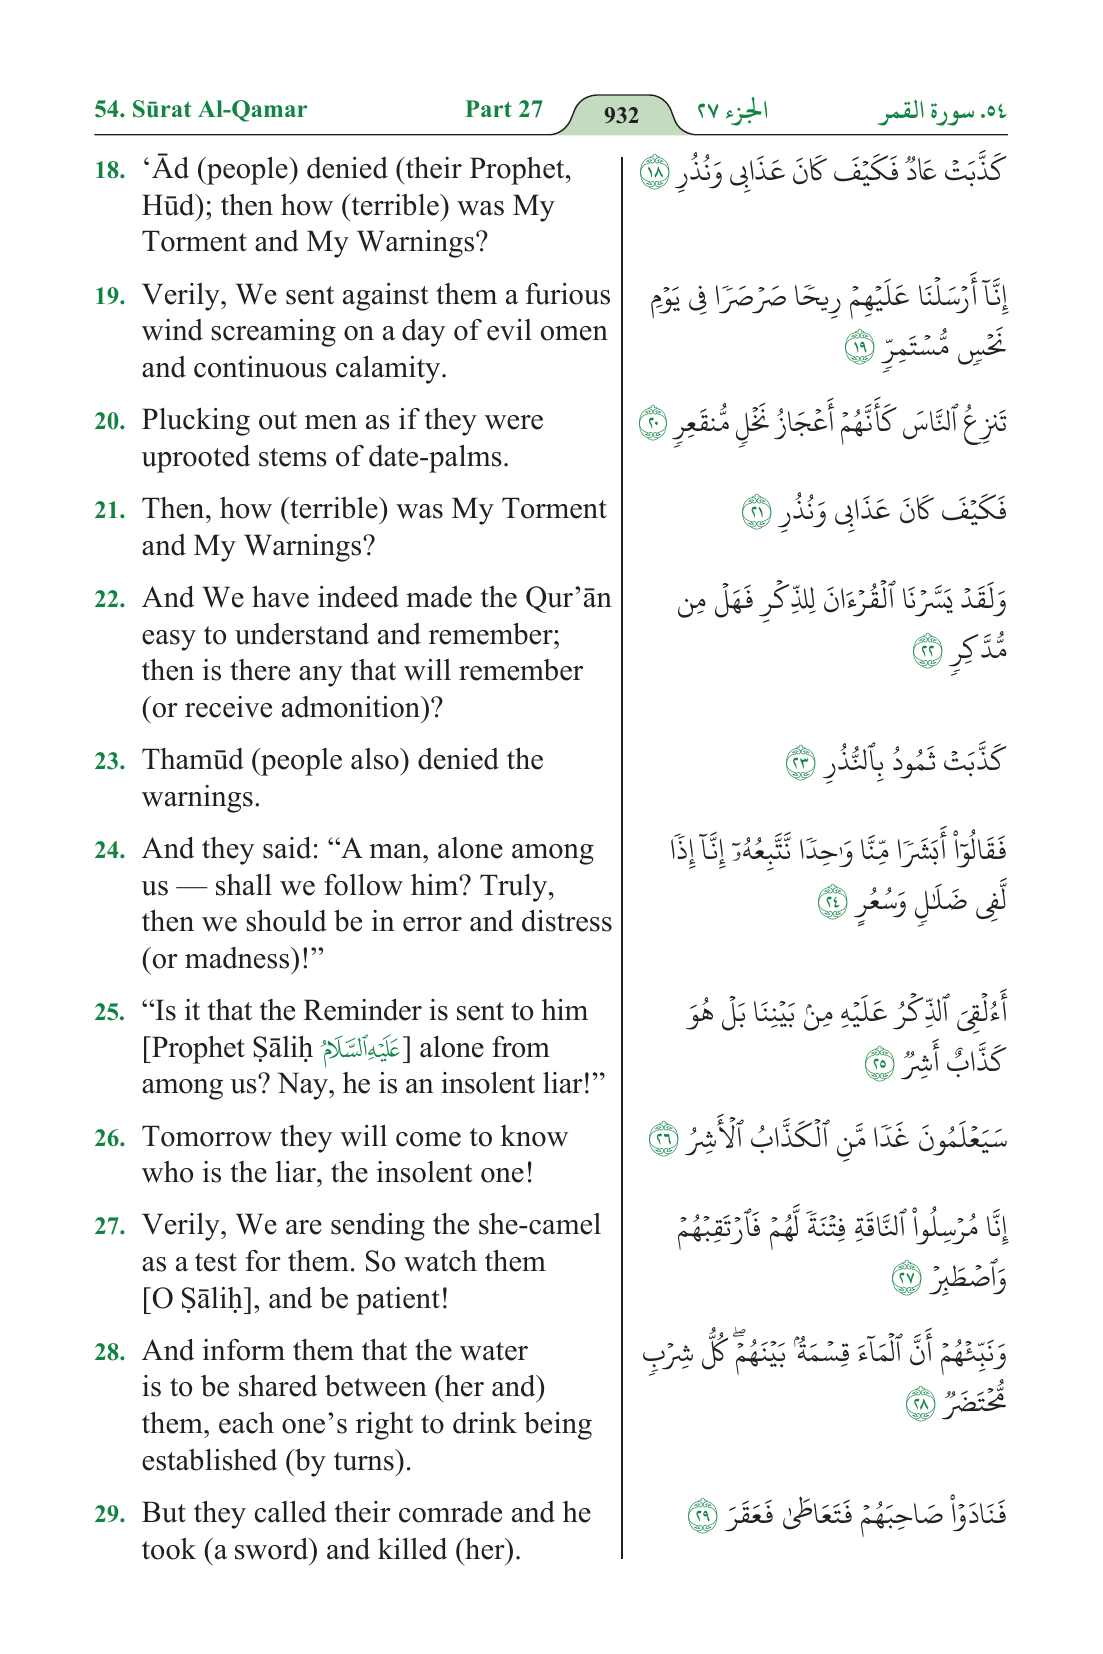 54. Sūrat Al-Qamar Part 27 932 الجزء ٢٧ ٥٤. سورة القمر
18. ‘Ād (people) denied (their Prophet,
Hūd); then how (terrible) was My
Torment and My Warnings?
كَذَّبَتۡ عَادٞ فَكَيۡفَ كَانَ عَذَابِي وَنُذُرِ ١٨
19. Verily, We sent against them a furious
wind screaming on a day of evil omen
and continuous calamity.
إِنَّآ أَرۡسَلۡنَا عَلَيۡهِمۡ رِيحٗا صَرۡصَرٗا فِي يَوۡمِ
نَحۡسٖ مُّسۡتَمِرّٖ ١٩
20. Plucking out men as if they were
uprooted stems of date-palms.
تَنزِعُ ٱلنَّاسَ كَأَنَّهُمۡ أَعۡجَازُ نَخۡلٖ مُّنقَعِرٖ ٢٠
21. Then, how (terrible) was My Torment
and My Warnings?
فَكَيۡفَ كَانَ عَذَابِي وَنُذُرِ ٢١
22. And We have indeed made the Qur’ān
easy to understand and remember;
then is there any that will remember
(or receive admonition)?
وَلَقَدۡ يَسَّرۡنَا ٱلۡقُرۡءَانَ لِلذِّكۡرِ فَهَلۡ مِن
مُّدَّكِرٖ ٢٢
23. Thamūd (people also) denied the
warnings.
كَذَّبَتۡ ثَمُودُ بِٱلنُّذُرِ ٢٣
24. And they said: “A man, alone among
us — shall we follow him? Truly,
then we should be in error and distress
(or madness)!”
فَقَالُوٓاْ أَبَشَرٗا مِّنَّا وَٰحِدٗا نَّتَّبِعُهُۥٓ إِنَّآ إِذٗا
لَّفِي ضَلَٰلٖ وَسُعُرٍ ٢٤
25. “Is it that the Reminder is sent to him
[Prophet Ṣāliḥ عَلَيْهِ ٱلسَّلَامُ] alone from
among us? Nay, he is an insolent liar!”
أَءُلۡقِيَ ٱلذِّكۡرُ عَلَيۡهِ مِنۢ بَيۡنِنَا بَلۡ هُوَ
كَذَّابٌ أَشِرٞ ٢٥
26. Tomorrow they will come to know
who is the liar, the insolent one!
سَيَعۡلَمُونَ غَدٗا مَّنِ ٱلۡكَذَّابُ ٱلۡأَشِرُ ٢٦
27. Verily, We are sending the she-camel
as a test for them. So watch them
[O Ṣāliḥ], and be patient!
إِنَّا مُرۡسِلُواْ ٱلنَّاقَةِ فِتۡنَةٗ لَّهُمۡ فَٱرۡتَقِبۡهُمۡ
وَٱصۡطَبِرۡ ٢٧
28. And inform them that the water
is to be shared between (her and)
them, each one’s right to drink being
established (by turns).
وَنَبِّئۡهُمۡ أَنَّ ٱلۡمَآءَ قِسۡمَةُۢ بَيۡنَهُمۡۖ كُلُّ شِرۡبٖ
مُّحۡتَضَرٞ ٢٨
29. But they called their comrade and he
took (a sword) and killed (her).
فَنَادَوۡاْ صَاحِبَهُمۡ فَتَعَاطَىٰ فَعَقَرَ ٢٩